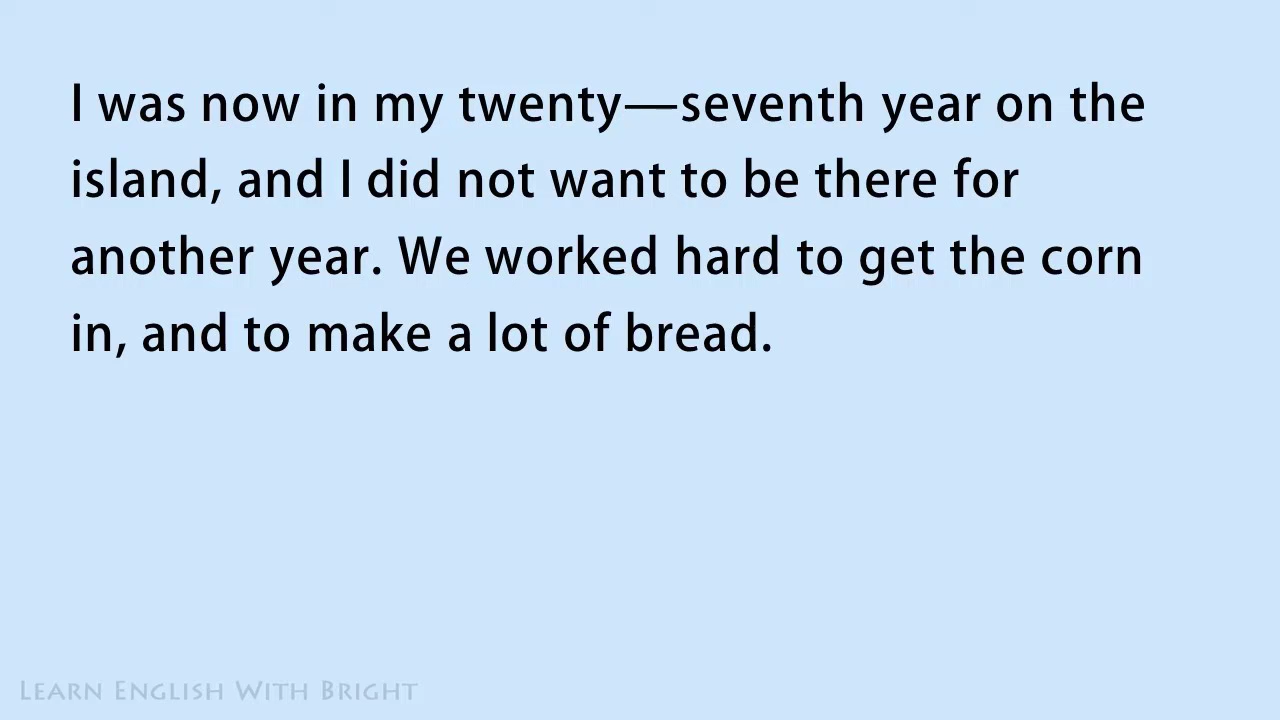 I was now in my twenty—seventh year on the
island, and I did not want to be there for
another year. We worked hard to get the corn
in, and to make a lot of bread.
LEARN ENGLISH WITH BRIGHT